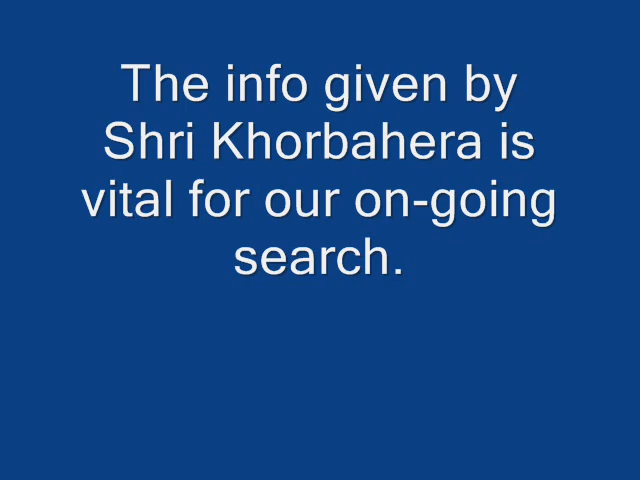 The info given by
Shri Khorbahera is
vital for our on-going
search.